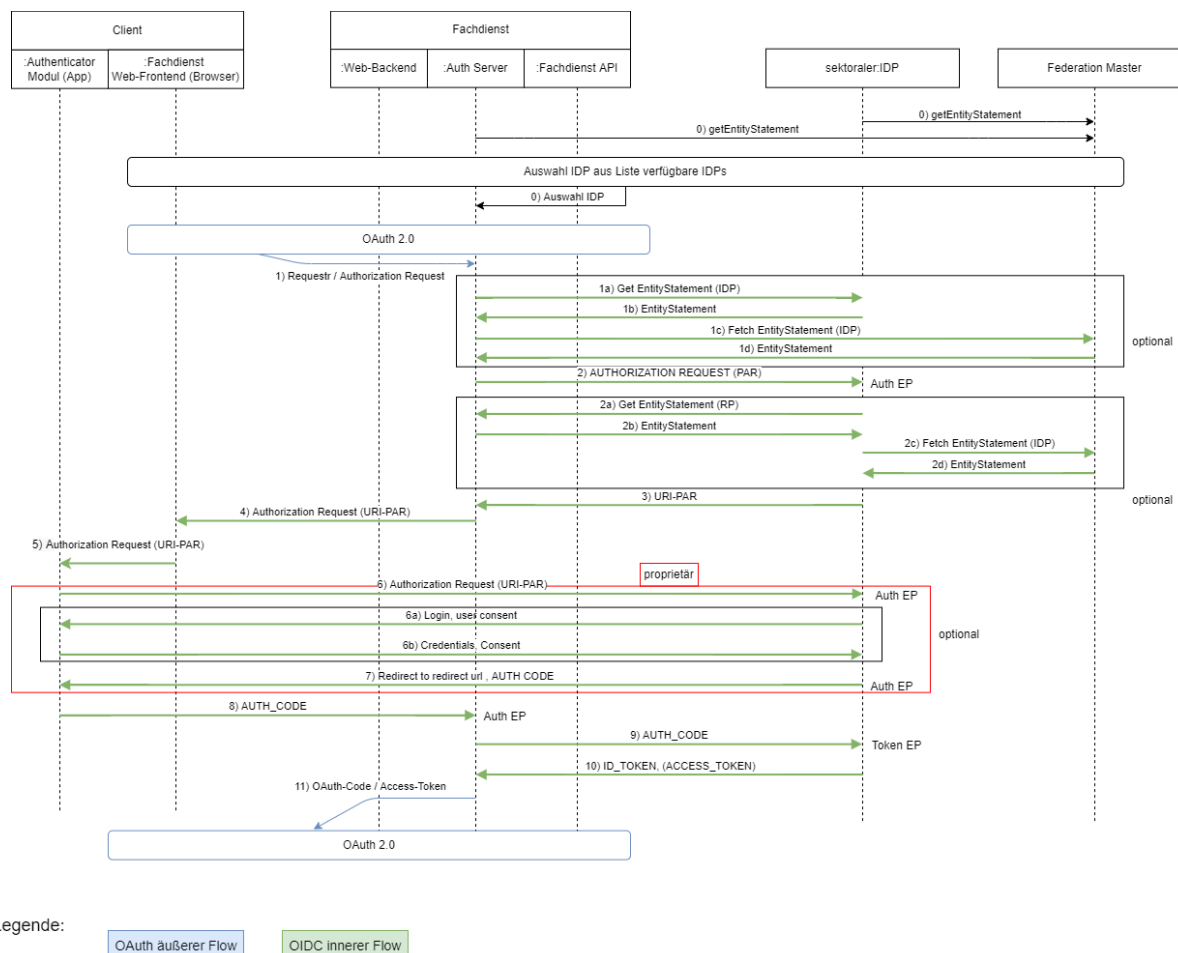 Client
Fachdienst
:Authenticator
Modul (App)
:Fachdienst
Web-Frontend (Browser)
:Web-Backend
:Auth Server
:Fachdienst API
sektoraler:IDP
Federation Master
0) getEntityStatement
0) getEntityStatement
Auswahl IDP aus Liste verfügbare IDPs
0) Auswahl IDP
OAuth 2.0
1) Requestr / Authorization Request
1a) Get EntityStatement (IDP)
1b) EntityStatement
1c) Fetch EntityStatement (IDP)
optional
1d) EntityStatement
2) AUTHORIZATION REQUEST (PAR)
Auth EP
2a) Get EntityStatement (RP)
2b) EntityStatement
2c) Fetch EntityStatement (IDP)
2d) EntityStatement
3) URI-PAR
optional
4) Authorization Request (URI-PAR)
5) Authorization Request (URI-PAR)
proprietär
6) Authorization Request (URI-PAR)
Auth EP
6a) Login, user consent
optional
6b) Credentials, Consent
7) Redirect to redirect url , AUTH CODE
Auth EP
8) AUTH_CODE
Auth EP
9) AUTH_CODE
Token EP
10) ID_TOKEN, (ACCESS_TOKEN)
11) OAuth-Code / Access-Token
OAuth 2.0
egende:
OAuth äußerer Flow
OIDC innerer Flow